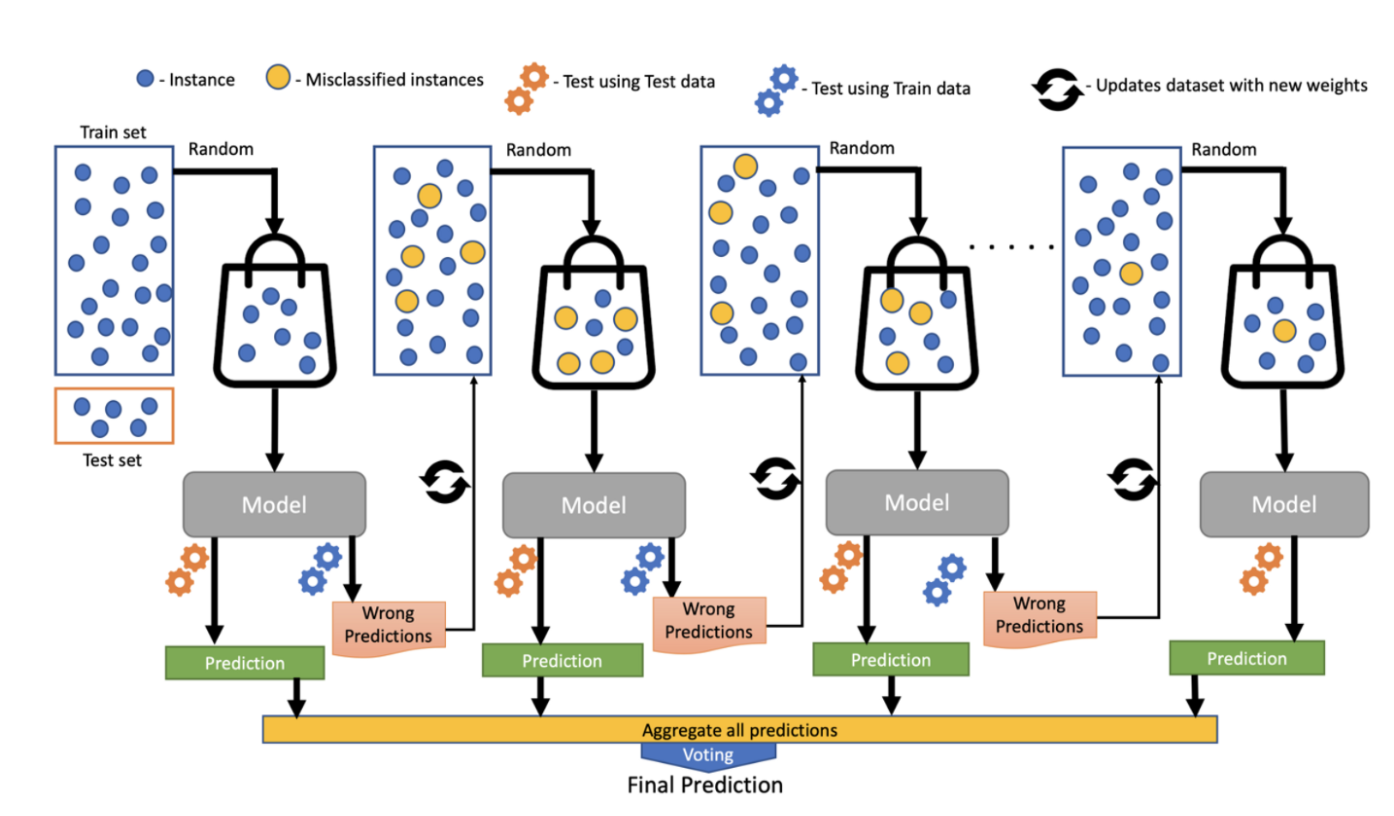 - Instance
- Misclassified instances
- Test using Test data
- Test using Train data
- Updates dataset with new weights
Train set
Random
Random
Random
Random
Test set
Model
Model
Model
Model
Wrong
Predictions
Wrong
Predictions
Wrong
Predictions
Prediction
Prediction
Prediction
Prediction
Aggregate all predictions
Voting
Final Prediction